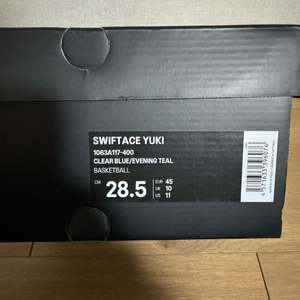 SWIFTACE YUKI
1063A117-400
CLEAR BLUE/EVENING TEAL
BASKETBALL
CM 28.5 EUR 45
UK 10
US 11